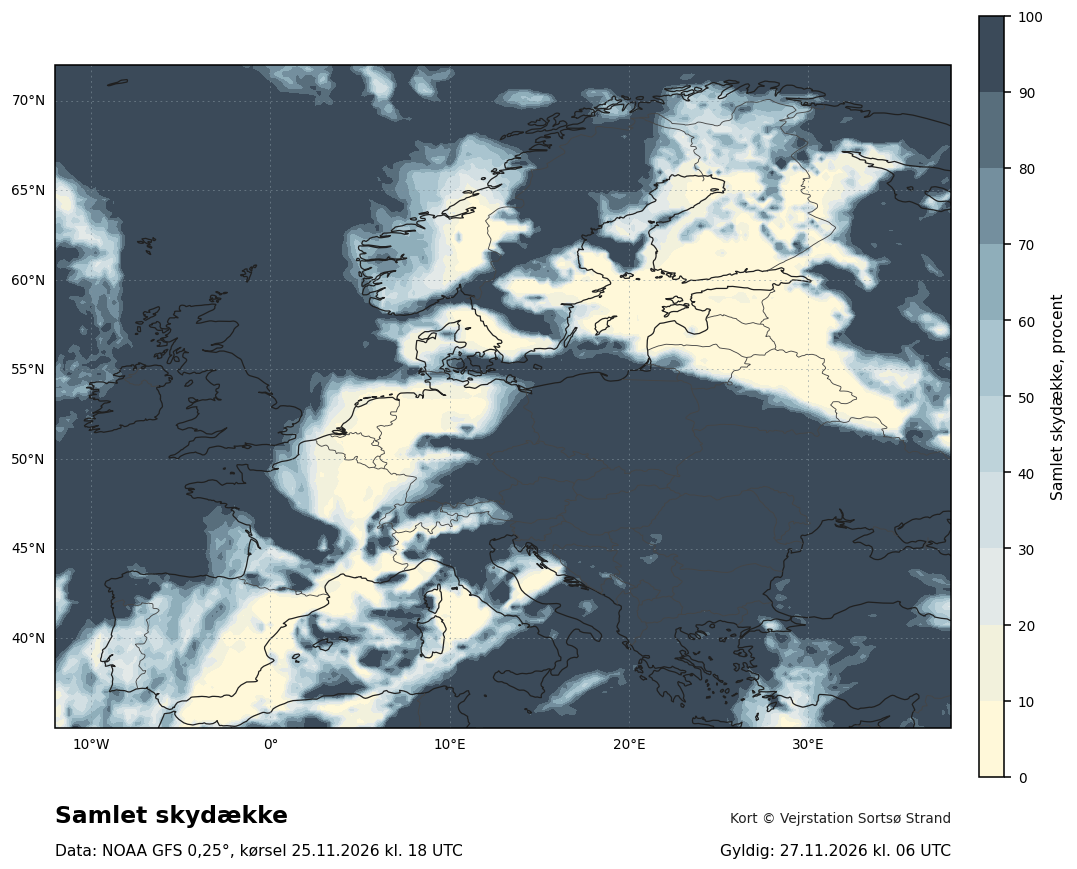 100
90
80
70
60
50
40
30
20
10
0
Samlet skydække, procent
70°N
65°N
60°N
55°N
50°N
45°N
40°N
10°W
0°
10°E
20°E
30°E
Samlet skydække
Kort © Vejrstation Sortsø Strand
Data: NOAA GFS 0,25°, kørsel 25.11.2026 kl. 18 UTC
Gyldig: 27.11.2026 kl. 06 UTC